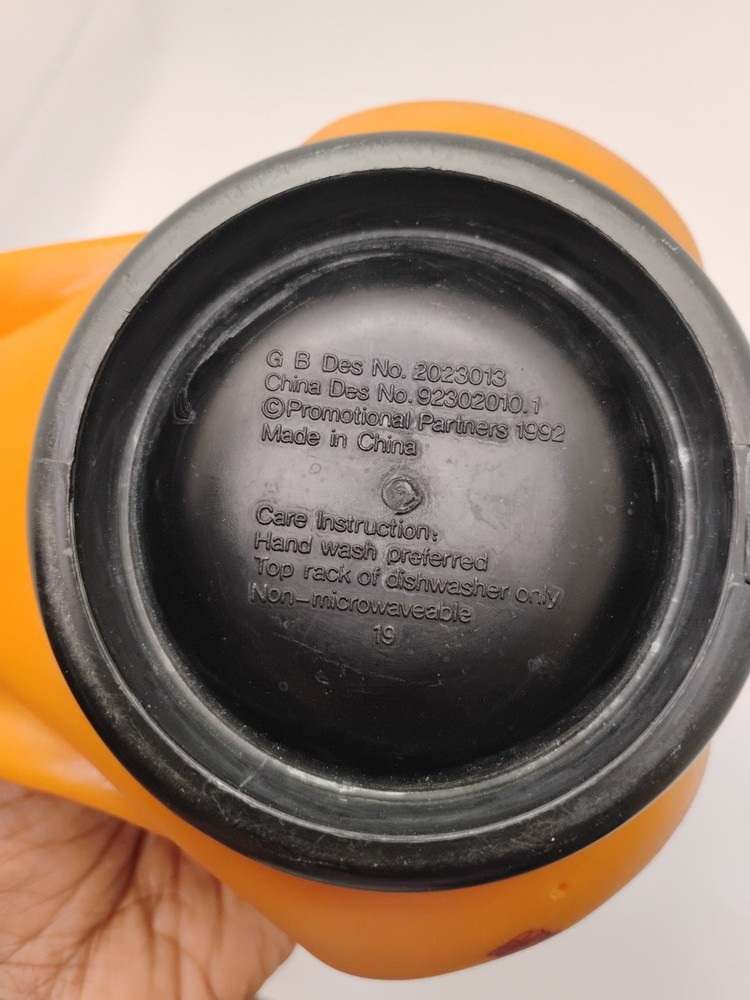 G B Des No. 2023013
China Des No. 92302010.1
©Promotional Partners 1992
Made in China
Care Instruction:
Hand wash preferred
Top rack of dishwasher only
Non-microwaveable
19